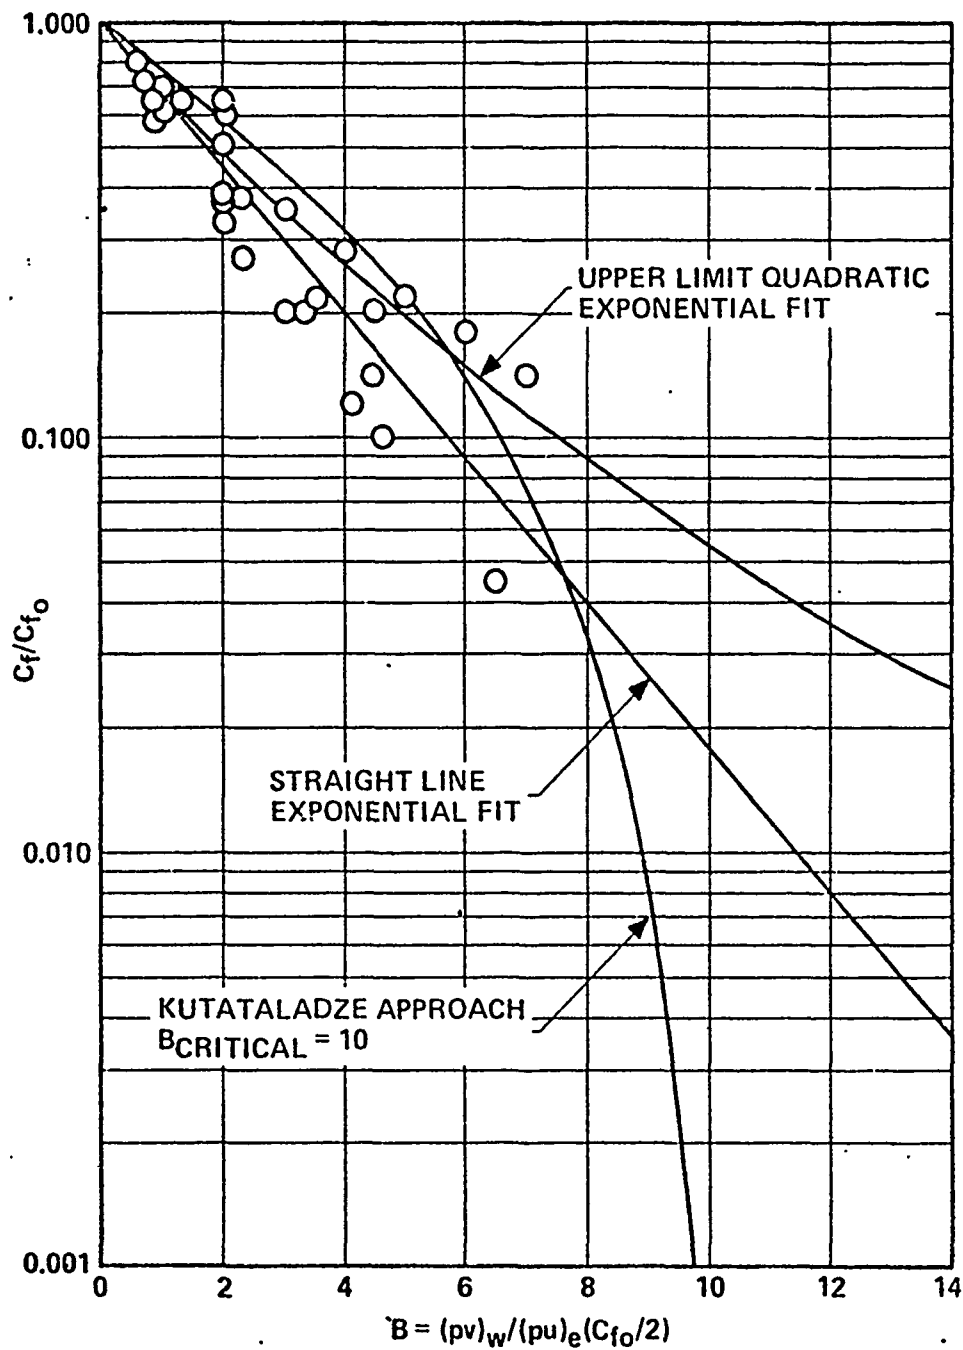 1.000
0.100
0.010
0.001
Cf/Cfo
UPPER LIMIT QUADRATIC
EXPONENTIAL FIT
STRAIGHT LINE
EXPONENTIAL FIT
KUTATALADZE APPROACH
BCRITICAL = 10
0 2 4 6 8 10 12 14
B = (pv)w/(pu)e(Cfo/2)